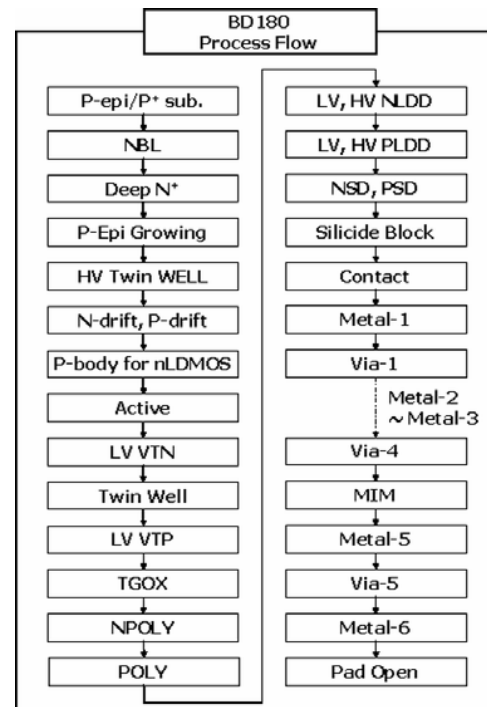 BD180
Process Flow
P-epi/P⁺ sub.
NBL
Deep N⁺
P-Epi Growing
HV Twin WELL
N-drift, P-drift
P-body for nLDMOS
Active
LV VTN
Twin Well
LV VTP
TGOX
NPOLY
POLY
LV, HV NLDD
LV, HV PLDD
NSD, PSD
Silicide Block
Contact
Metal-1
Via-1
Metal-2
~Metal-3
Via-4
MIM
Metal-5
Via-5
Metal-6
Pad Open